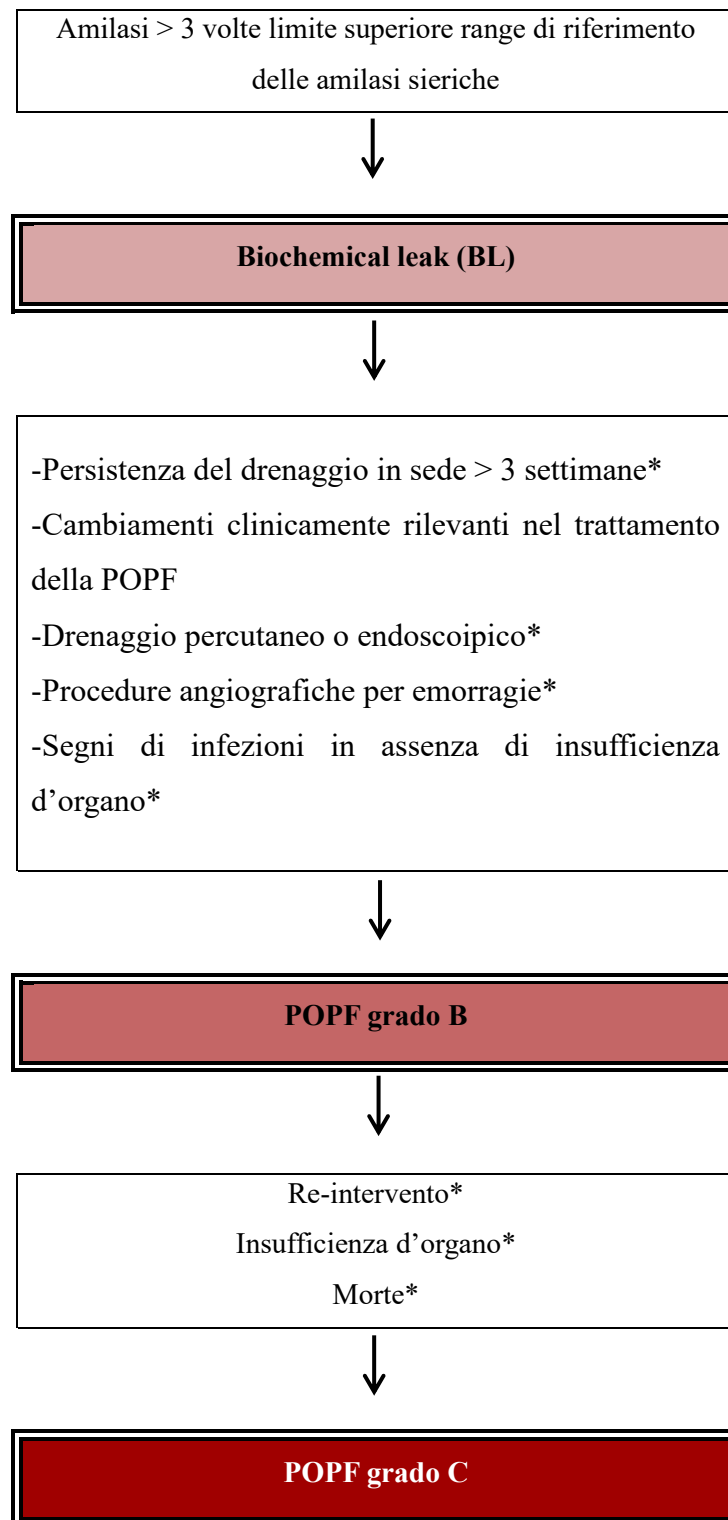 Amilasi > 3 volte limite superiore range di riferimento
delle amilasi sieriche
Biochemical leak (BL)
-Persistenza del drenaggio in sede > 3 settimane*
-Cambiamenti clinicamente rilevanti nel trattamento
della POPF
-Drenaggio percutaneo o endoscoipico*
-Procedure angiografiche per emorragie*
-Segni di infezioni in assenza di insufficienza
d’organo*
POPF grado B
Re-intervento*
Insufficienza d’organo*
Morte*
POPF grado C